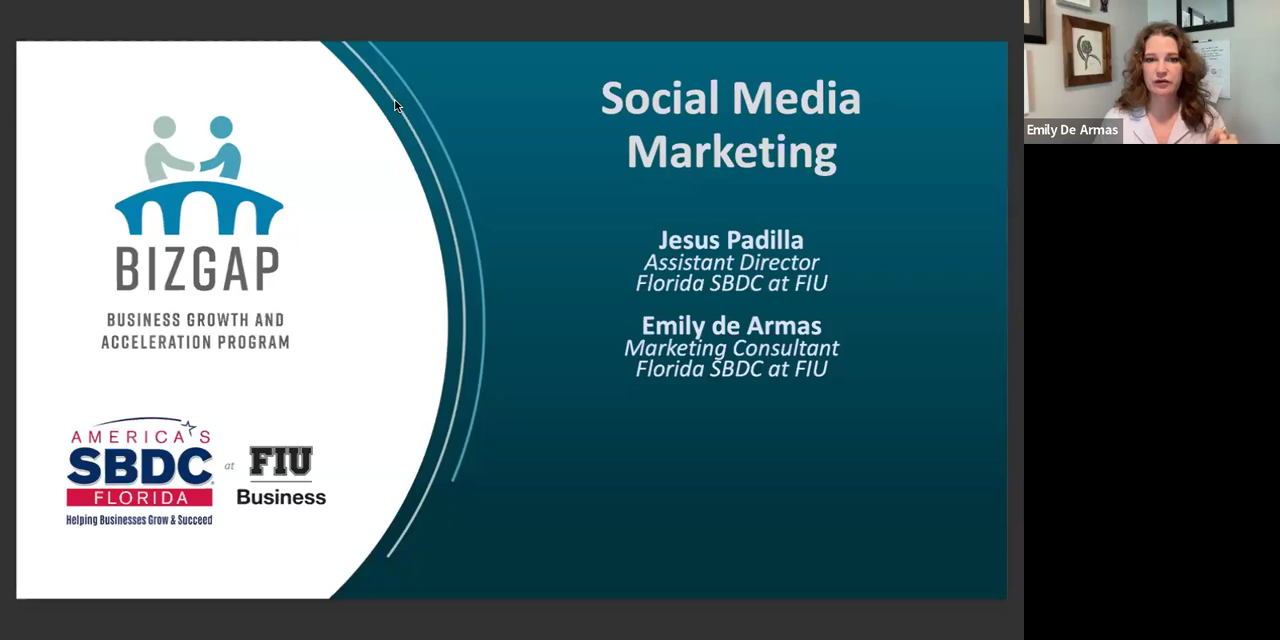 BIZGAP
BUSINESS GROWTH AND
ACCELERATION PROGRAM
AMERICA'S
SBDC
FLORIDA
Helping Businesses Grow & Succeed
at
FIU
Business
Social Media
Marketing
Jesus Padilla
Assistant Director
Florida SBDC at FIU
Emily de Armas
Marketing Consultant
Florida SBDC at FIU
Emily De Armas